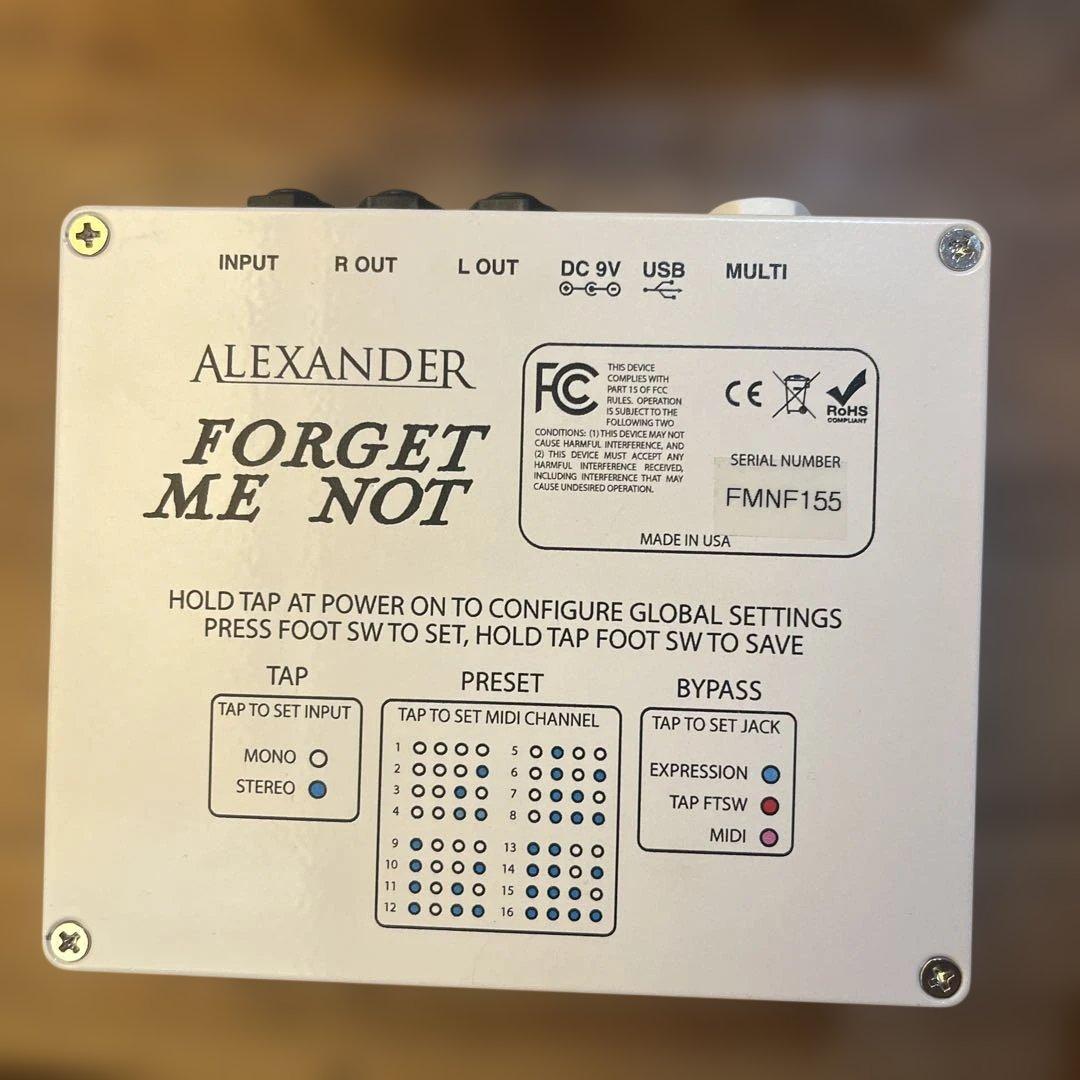 INPUT R OUT L OUT DC 9V USB MULTI
ALEXANDER
FORGET
ME NOT
FCC
THIS DEVICE
COMPLIES WITH
PART 15 OF FCC
RULES. OPERATION
IS SUBJECT TO THE
FOLLOWING TWO
CONDITIONS: (1) THIS DEVICE MAY NOT
CAUSE HARMFUL INTERFERENCE, AND
(2) THIS DEVICE MUST ACCEPT ANY
HARMFUL INTERFERENCE RECEIVED,
INCLUDING INTERFERENCE THAT MAY
CAUSE UNDESIRED OPERATION.
CE
RoHS
COMPLIANT
SERIAL NUMBER
FMNF155
MADE IN USA
HOLD TAP AT POWER ON TO CONFIGURE GLOBAL SETTINGS
PRESS FOOT SW TO SET, HOLD TAP FOOT SW TO SAVE
TAP
TAP TO SET INPUT
MONO
STEREO
PRESET
TAP TO SET MIDI CHANNEL
1 5
2 6
3 7
4 8
9 13
10 14
11 15
12 16
BYPASS
TAP TO SET JACK
EXPRESSION
TAP FTSW
MIDI